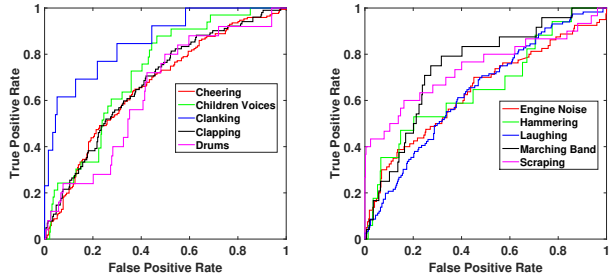 True Positive Rate
1
0.8
0.6
0.4
0.2
0
0 0.2 0.4 0.6 0.8 1
False Positive Rate
Cheering
Children Voices
Clanking
Clapping
Drums
True Positive Rate
1
0.8
0.6
0.4
0.2
0
0 0.2 0.4 0.6 0.8 1
False Positive Rate
Engine Noise
Hammering
Laughing
Marching Band
Scraping